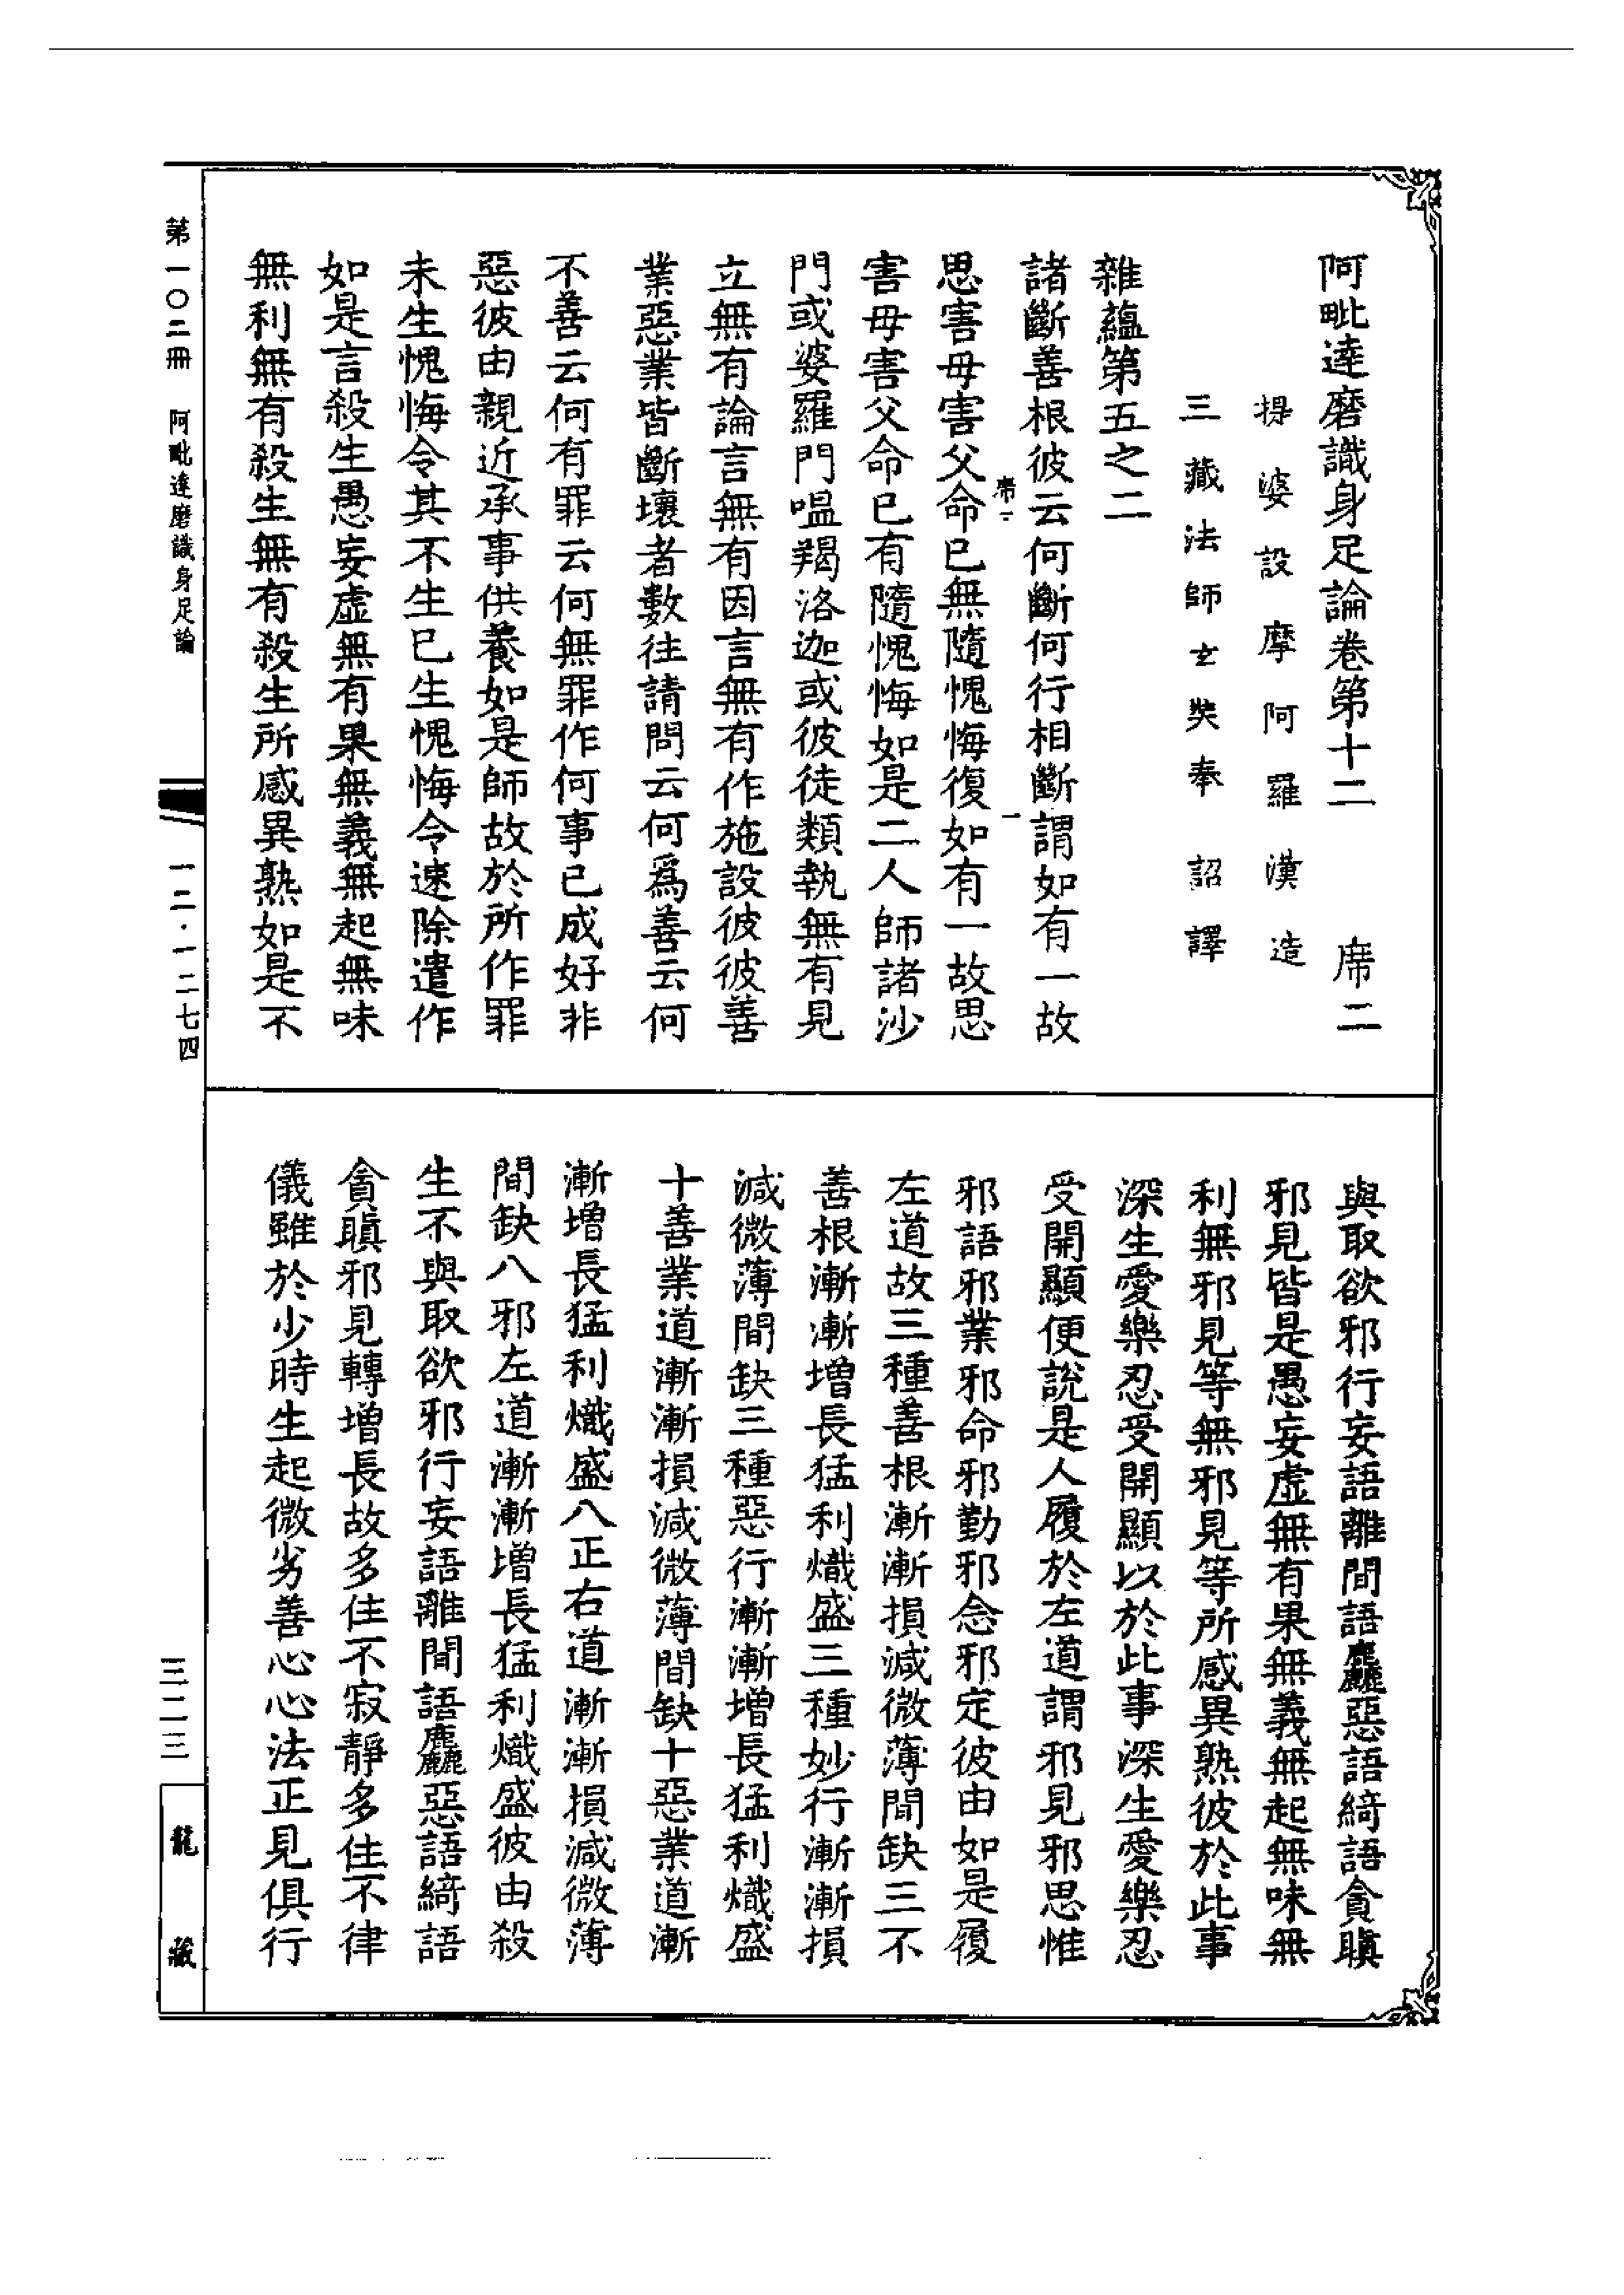 阿毗達磨識身足論卷第十二　席二
提婆設摩阿羅漢造
三藏法師玄奘奉詔譯
雜蘊第五之二
諸斷善根彼云何斷何行相斷謂如有一故
思害母害父命已無隨愧悔復如有一故思
害母害父命已有隨愧悔如是二人師諸沙
門或婆羅門嗢羯洛迦或彼徒類執無有見
立無有論言無有因言無有作施設彼彼善
業惡業皆斷壞者數往請問云何爲善云何
不善云何有罪云何無罪作何事已成好非
惡彼由親近承事供養如是師故於所作罪
未生愧悔令其不生已生愧悔令速除遣作
如是言殺生愚妄虛無有果無義無起無味
無利無有殺生無有殺生所感異熟如是不
席二
一
與取欲邪行妄語離間語麤惡語綺語貪瞋
邪見皆是愚妄虛無有果無義無起無味無
利無邪見等無邪見等所感異熟彼於此事
深生愛樂忍受開顯以於此事深生愛樂忍
受開顯便說是人履於左道謂邪見邪思惟
邪語邪業邪命邪勤邪念邪定彼由如是履
左道故三種善根漸漸損減微薄間缺三不
善根漸漸增長猛利熾盛三種妙行漸漸損
減微薄間缺三種惡行漸漸增長猛利熾盛
十善業道漸漸損減微薄間缺十惡業道漸
漸增長猛利熾盛八正右道漸漸損減微薄
間缺八邪左道漸漸增長猛利熾盛彼由殺
生不與取欲邪行妄語離間語麤惡語綺語
貪瞋邪見轉增長故多住不寂靜多住不律
儀雖於少時生起微劣善心心法正見俱行
第一〇二冊　阿毗達磨識身足論
一二·一二七四
三二三
龍藏